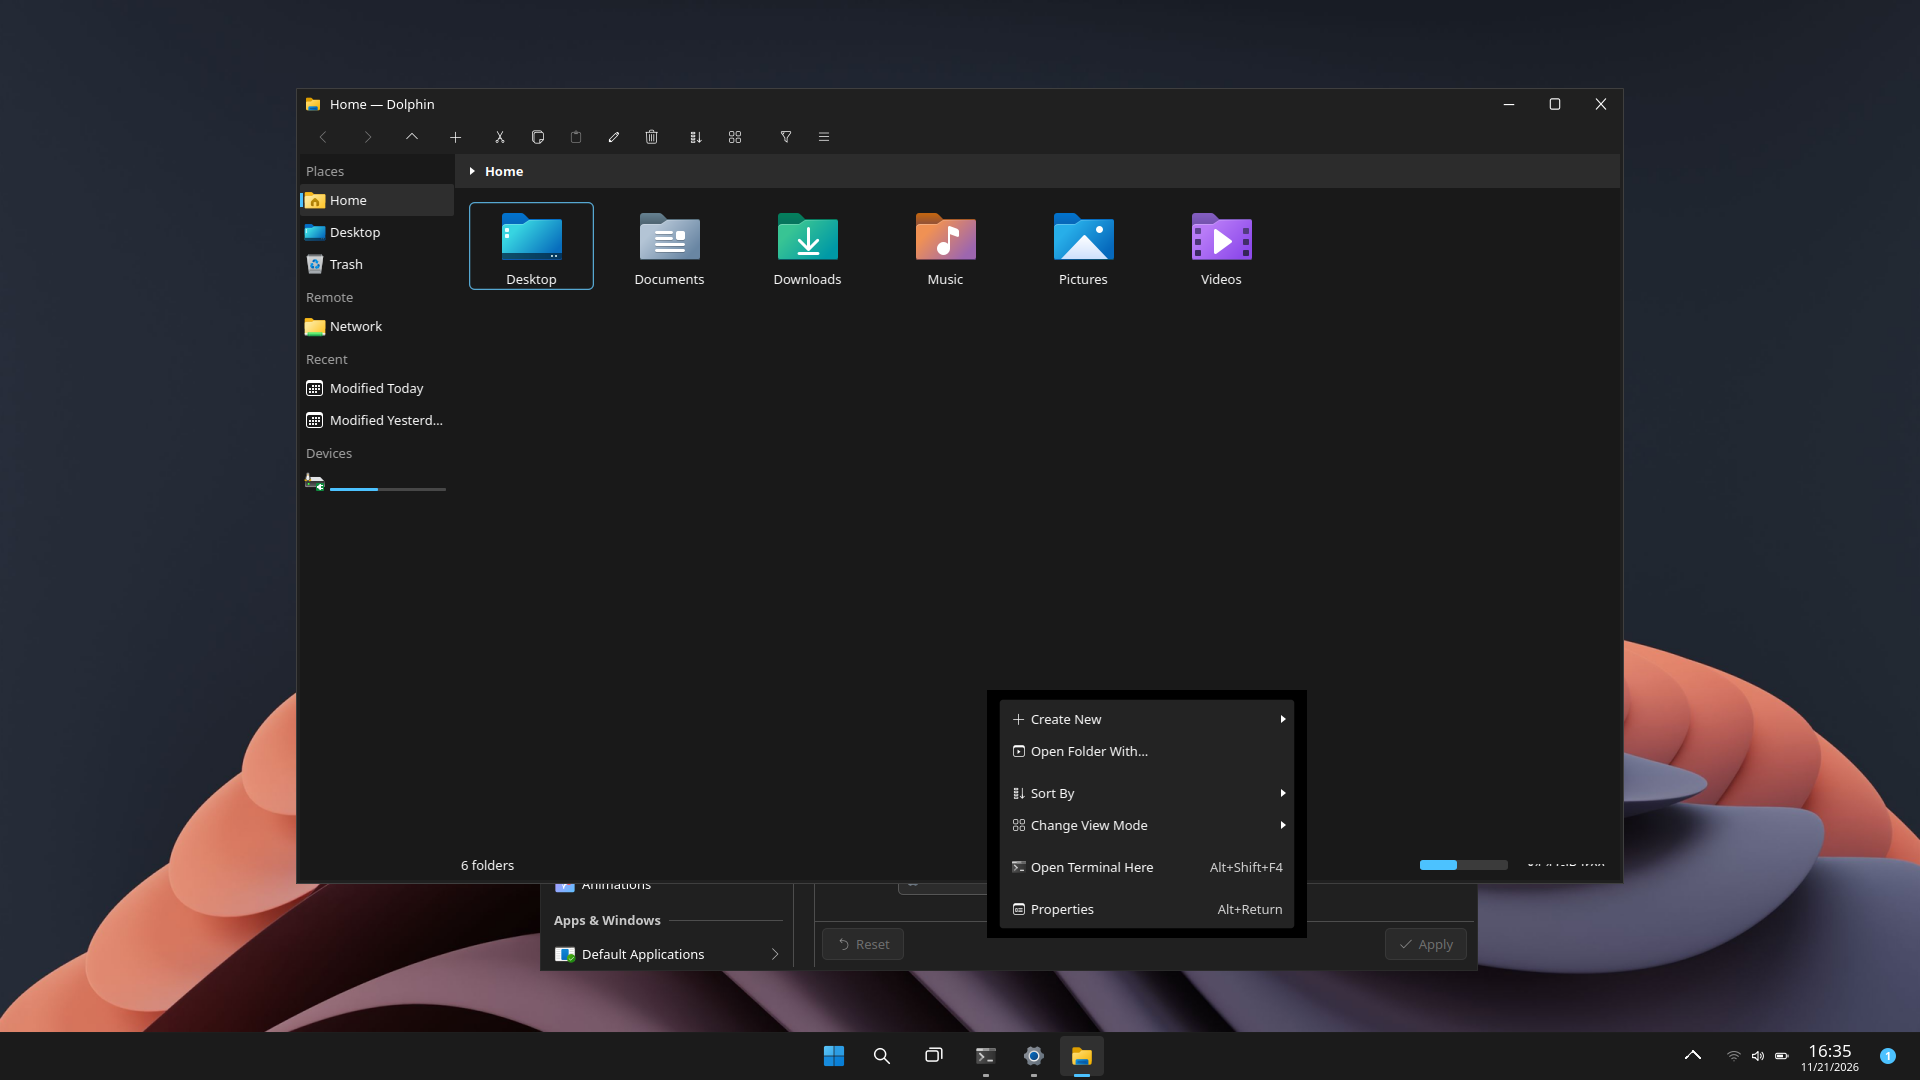 Home — Dolphin
Places
Home
Desktop
Trash
Remote
Network
Recent
Modified Today
Modified Yesterd...
Devices
Home
Desktop
Documents
Downloads
Music
Pictures
Videos
Create New
Open Folder With...
Sort By
Change View Mode
Open Terminal Here Alt+Shift+F4
Properties Alt+Return
6 folders
Animations
Apps & Windows
Default Applications
Reset
Apply
16:35
11/21/2026
1